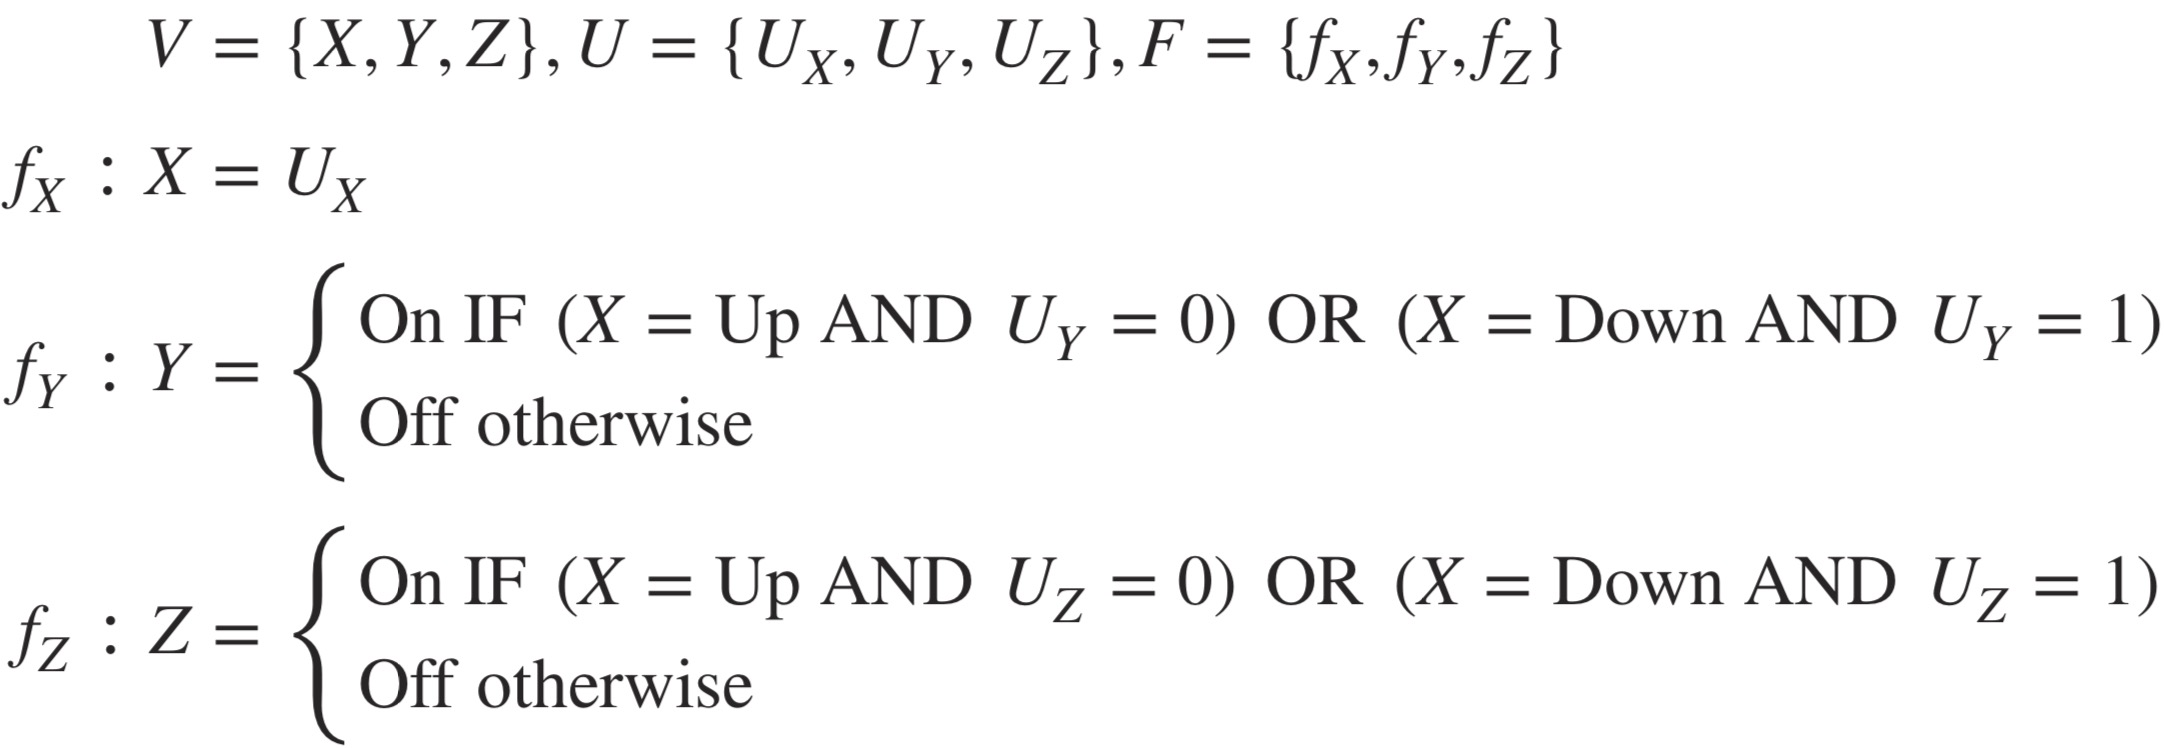 V = {X, Y, Z}, U = {U_X, U_Y, U_Z}, F = {f_X, f_Y, f_Z}
f_X : X = U_X
f_Y : Y = { On IF (X = Up AND U_Y = 0) OR (X = Down AND U_Y = 1)
Off otherwise
f_Z : Z = { On IF (X = Up AND U_Z = 0) OR (X = Down AND U_Z = 1)
Off otherwise